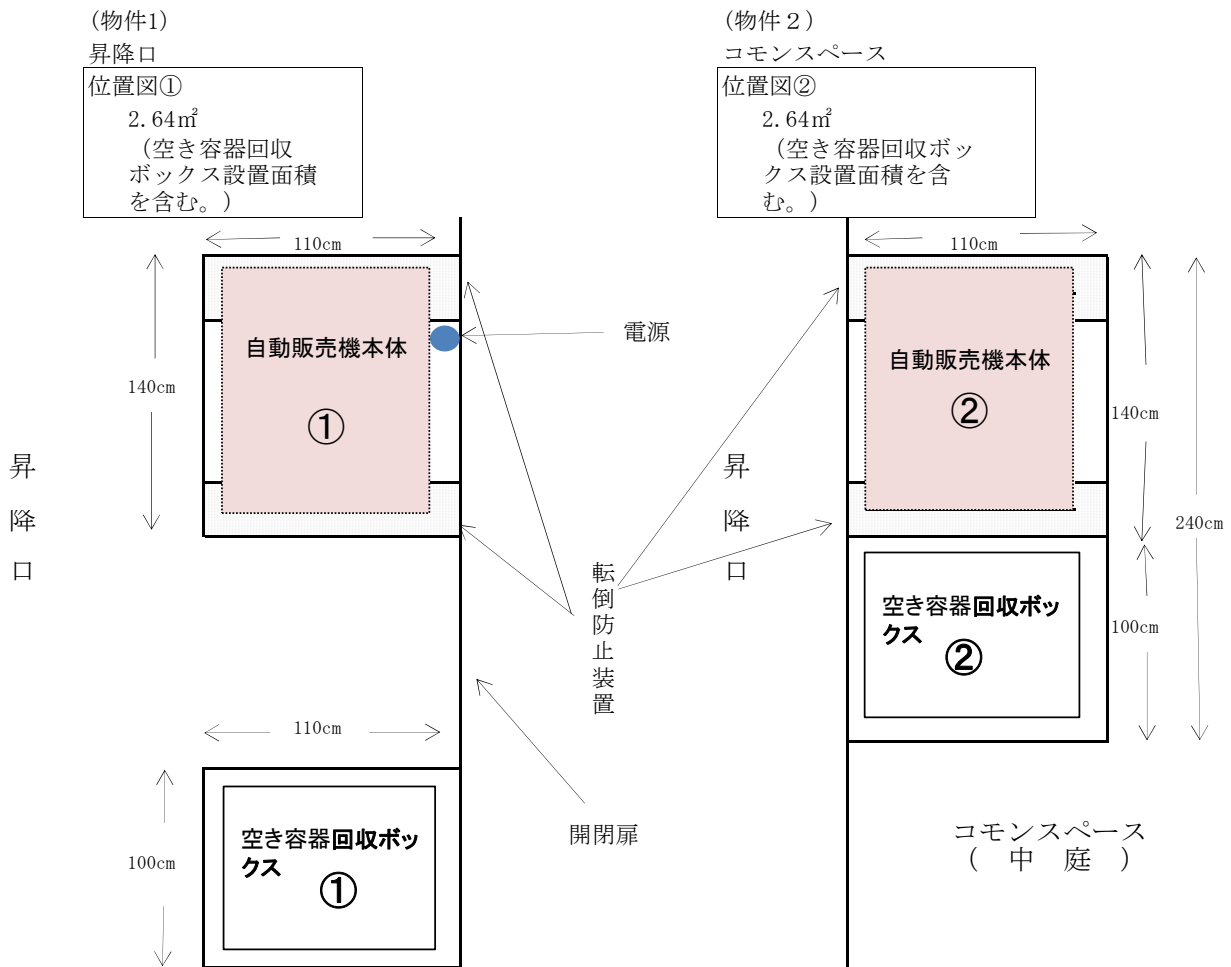 (物件1)
昇降口
位置図①
2.64㎡
（空き容器回収
ボックス設置面積
を含む。）
110cm
140cm
自動販売機本体
①
電源
昇
降
口
転倒防止装置
110cm
開閉扉
100cm
空き容器回収ボッ
クス
①
(物件２)
コモンスペース
位置図②
2.64㎡
（空き容器回収ボッ
クス設置面積を含
む。）
110cm
自動販売機本体
②
140cm
240cm
昇
降
口
空き容器回収ボッ
クス
②
100cm
コモンスペース
（　中　庭　）